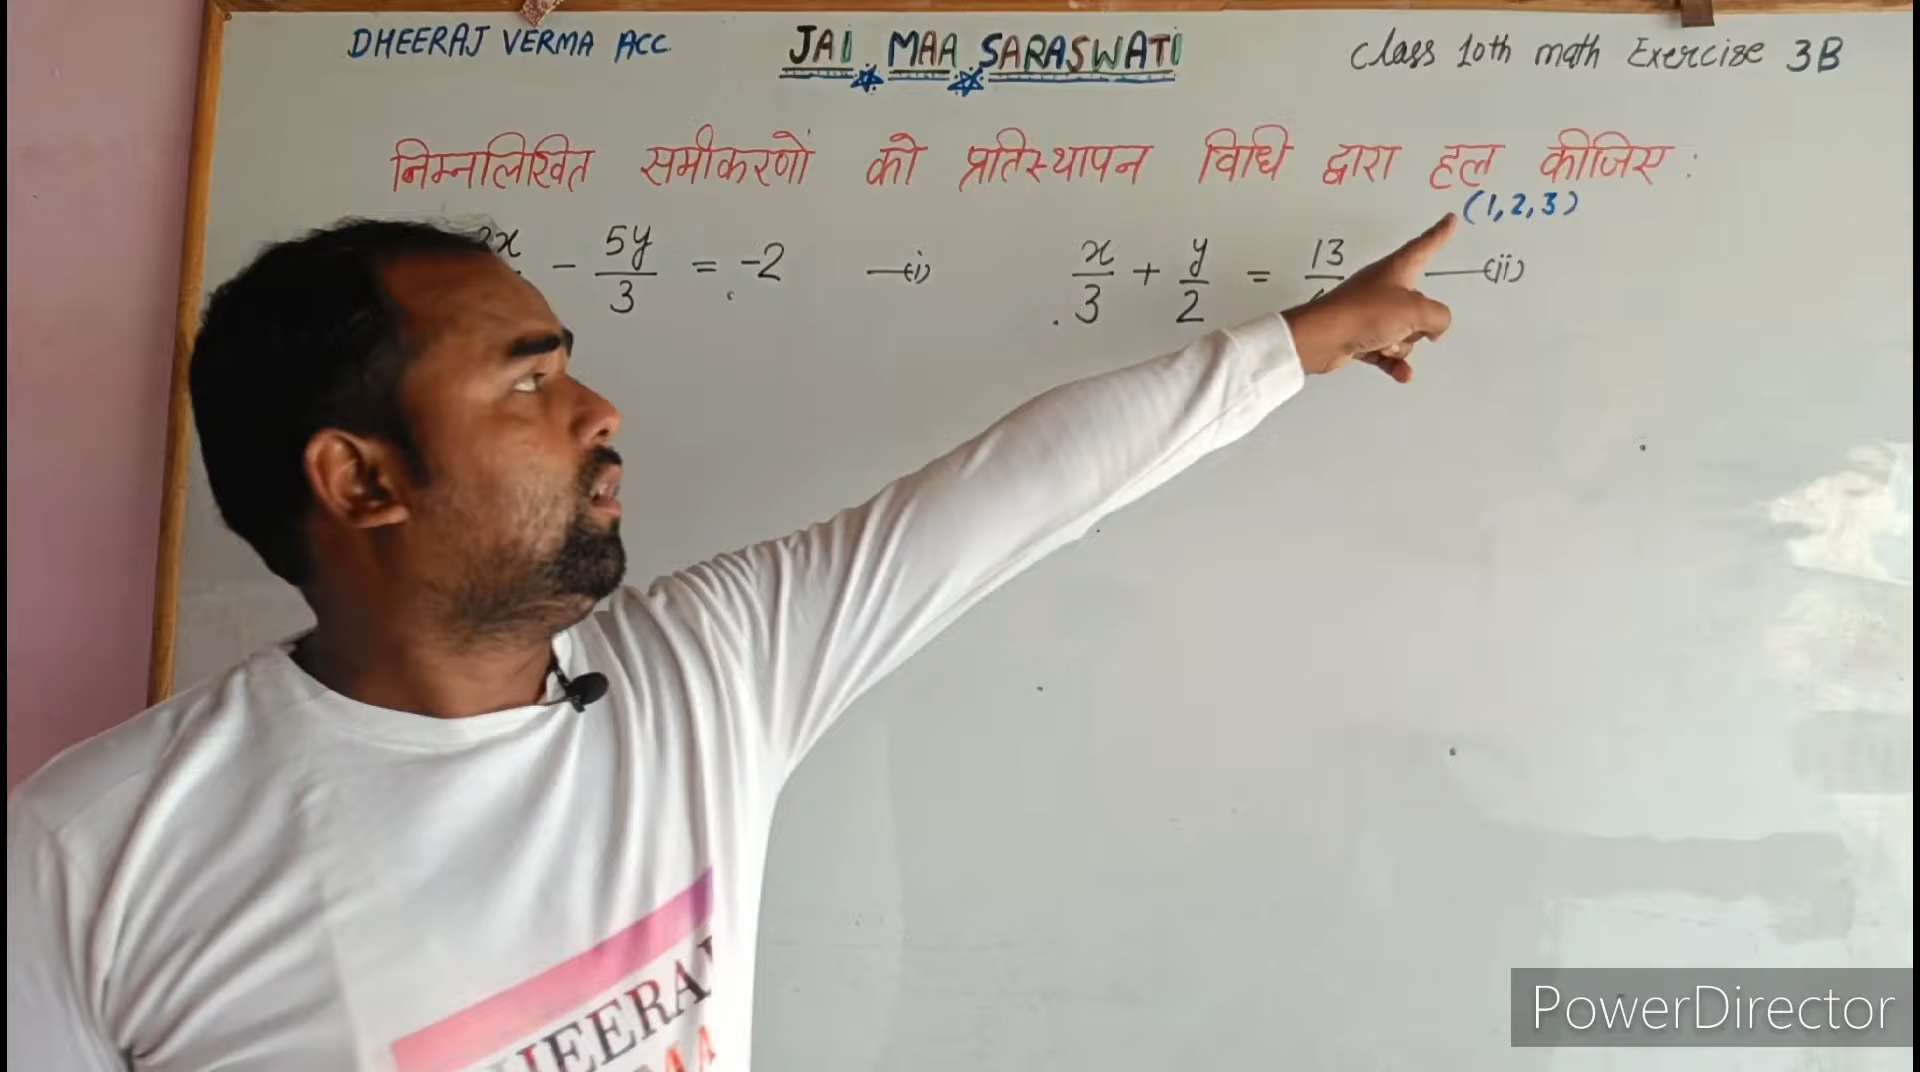 DHEERAJ VERMA ACC JAI MAA SARASWATI Class 10th math Exercise 3B
निम्नलिखित समीकरणों को प्रतिस्थापन विधि द्वारा हल कीजिए :
(1, 2, 3)
x - 5y/3 = -2 —(i) x/3 + y/2 = 13 —(ii)
PowerDirector